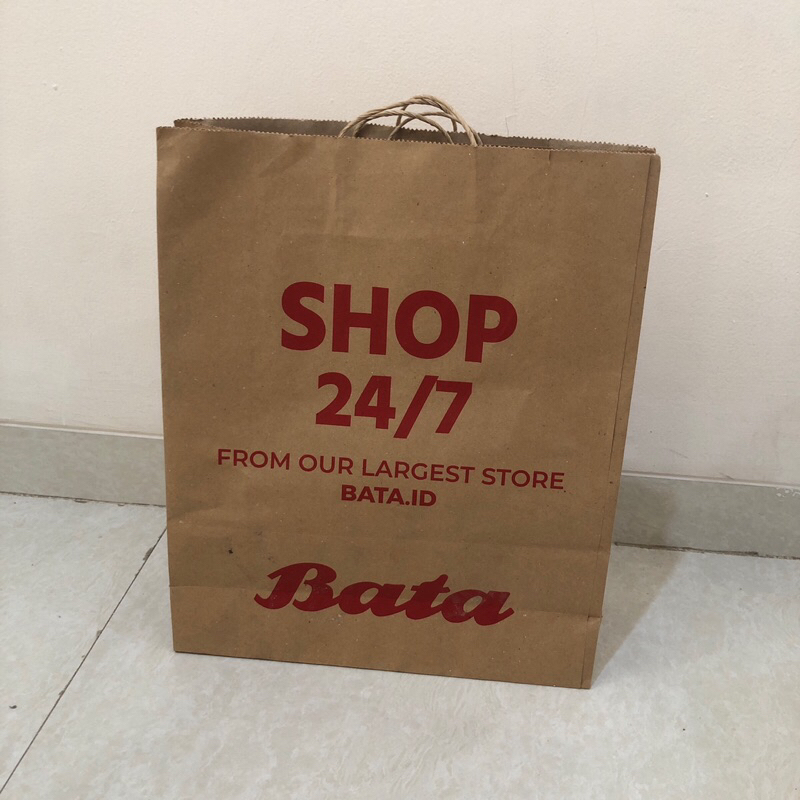 SHOP
24/7
FROM OUR LARGEST STORE
BATA.ID
Bata